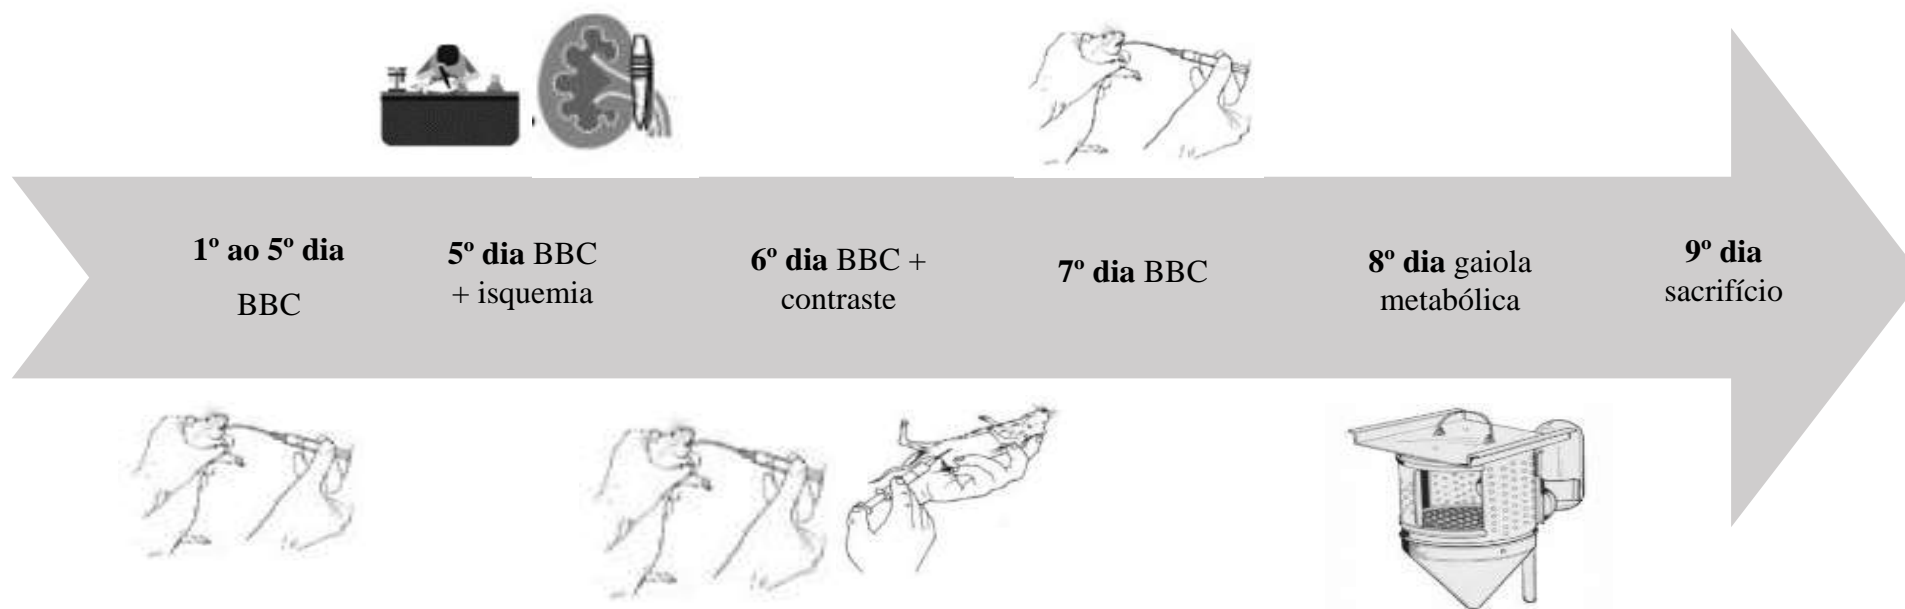 1º ao 5º dia
BBC
5º dia BBC
+ isquemia
6º dia BBC +
contraste
7º dia BBC
8º dia gaiola
metabólica
9º dia
sacrifício